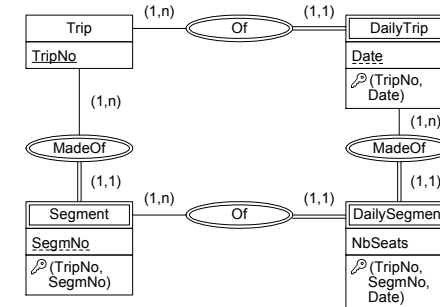 Trip
TripNo
(1,n)
Of
(1,1)
DailyTrip
Date
(TripNo,
Date)
(1,n)
MadeOf
(1,1)
(1,n)
MadeOf
(1,1)
Segment
SegmNo
(TripNo,
SegmNo)
(1,n)
Of
(1,1)
DailySegment
NbSeats
(TripNo,
SegmNo,
Date)